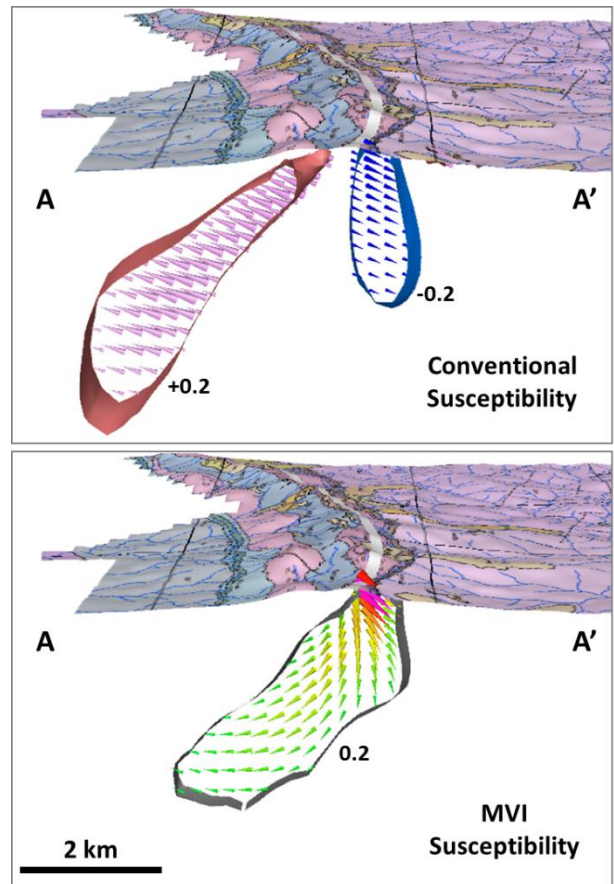 A
A'
-0.2
+0.2
Conventional
Susceptibility
A
A'
0.2
MVI
Susceptibility
2 km